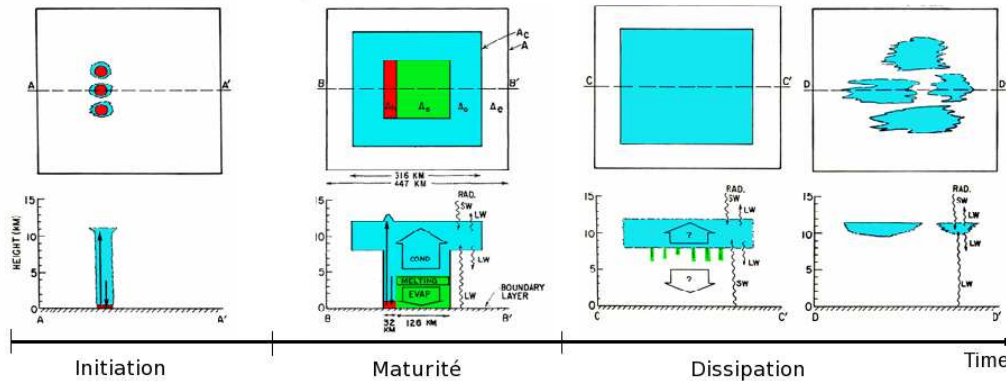 A
A'
B
B'
Ac
A
Ah
As
Ao
Ae
316 KM
447 KM
C
C'
D
D'
HEIGHT (KM)
15
10
5
0
A
A'
15
10
5
0
RAD.
SW
LW
COND
LW
MELTING
EVAP
LW
BOUNDARY
LAYER
B
B'
32
KM
126 KM
15
10
5
0
RAD.
SW
LW
?
LW
?
SW
C
C'
15
10
5
0
RAD.
SW
LW
LW
LW
D
D'
Initiation
Maturité
Dissipation
Time